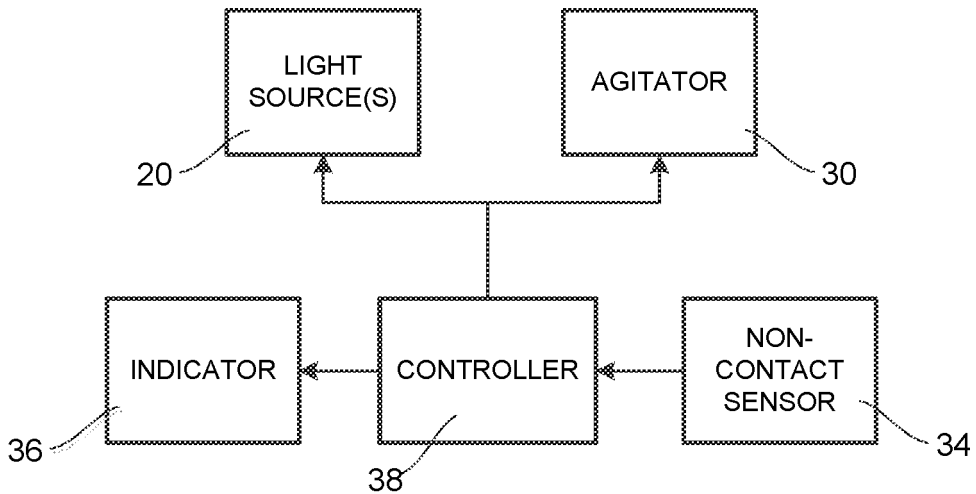 LIGHT
SOURCE(S)
20
AGITATOR
30
INDICATOR
36
CONTROLLER
38
NON-
CONTACT
SENSOR
34